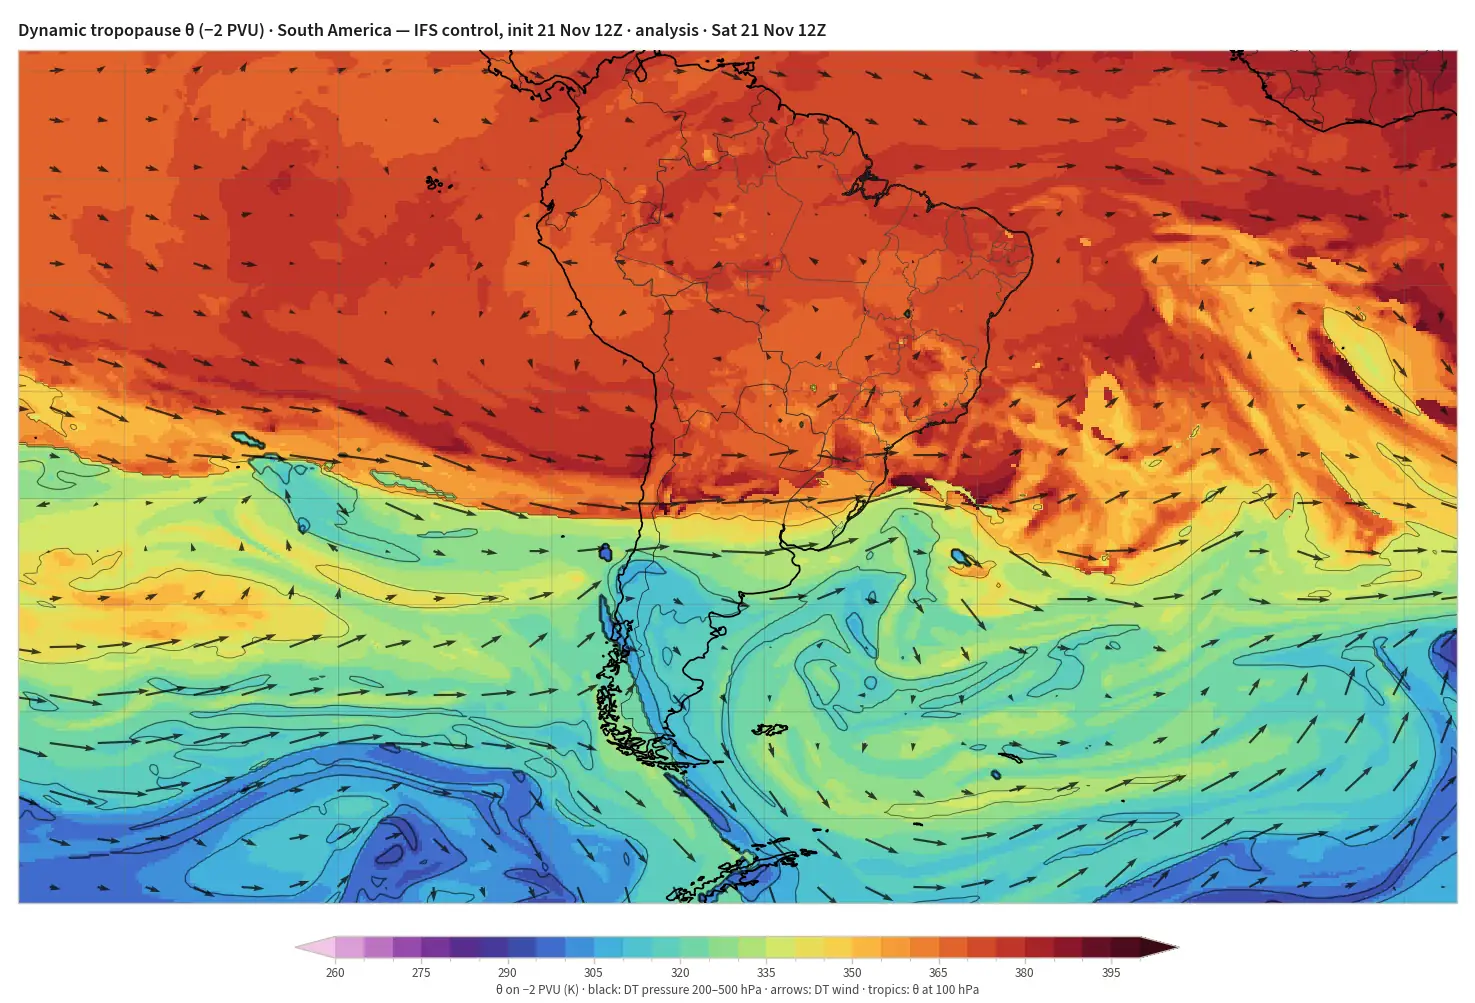 Dynamic tropopause θ (−2 PVU) · South America — IFS control, init 21 Nov 12Z · analysis · Sat 21 Nov 12Z
260 275 290 305 320 335 350 365 380 395
θ on −2 PVU (K) · black: DT pressure 200–500 hPa · arrows: DT wind · tropics: θ at 100 hPa